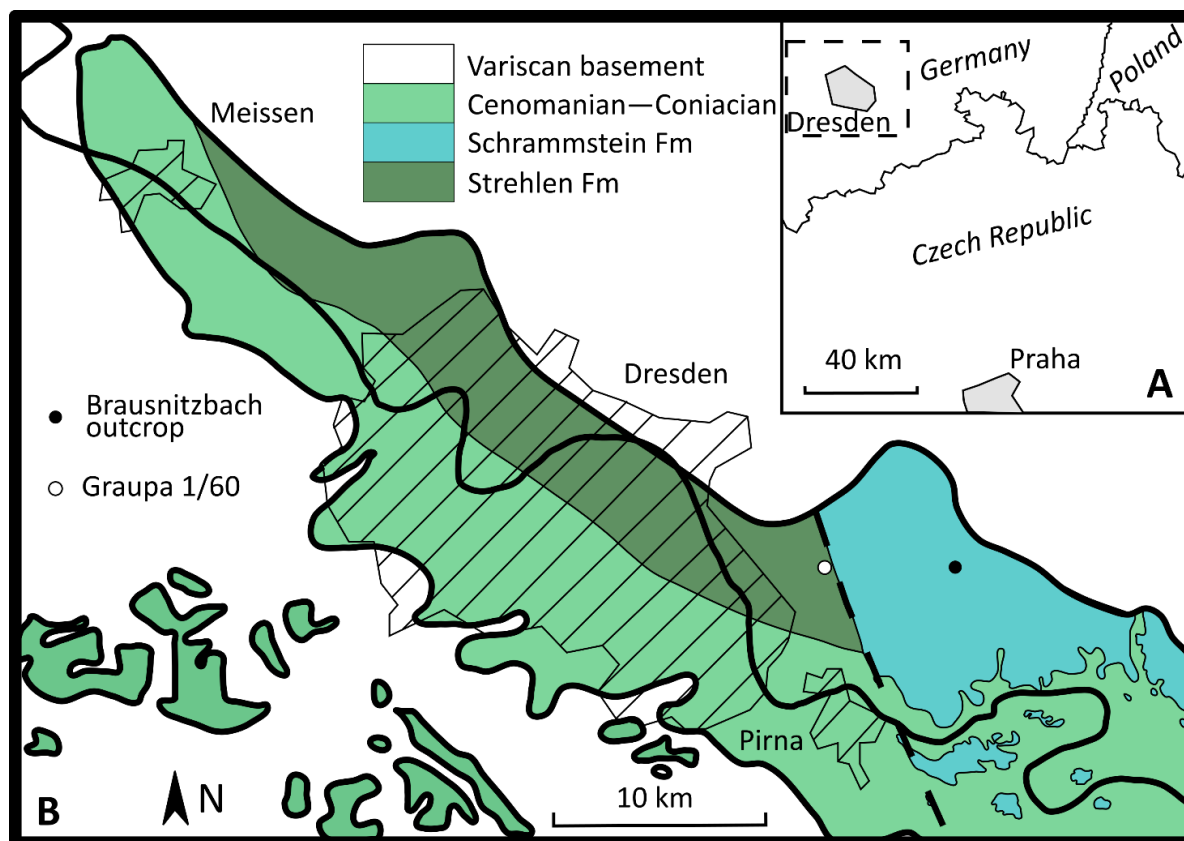 Variscan basement
Cenomanian—Coniacian
Schrammstein Fm
Strehlen Fm
Meissen
Dresden
Pirna
Brausnitzbach
outcrop
Graupa 1/60
B
N
10 km
Germany
Poland
Dresden
Czech Republic
40 km
Praha
A